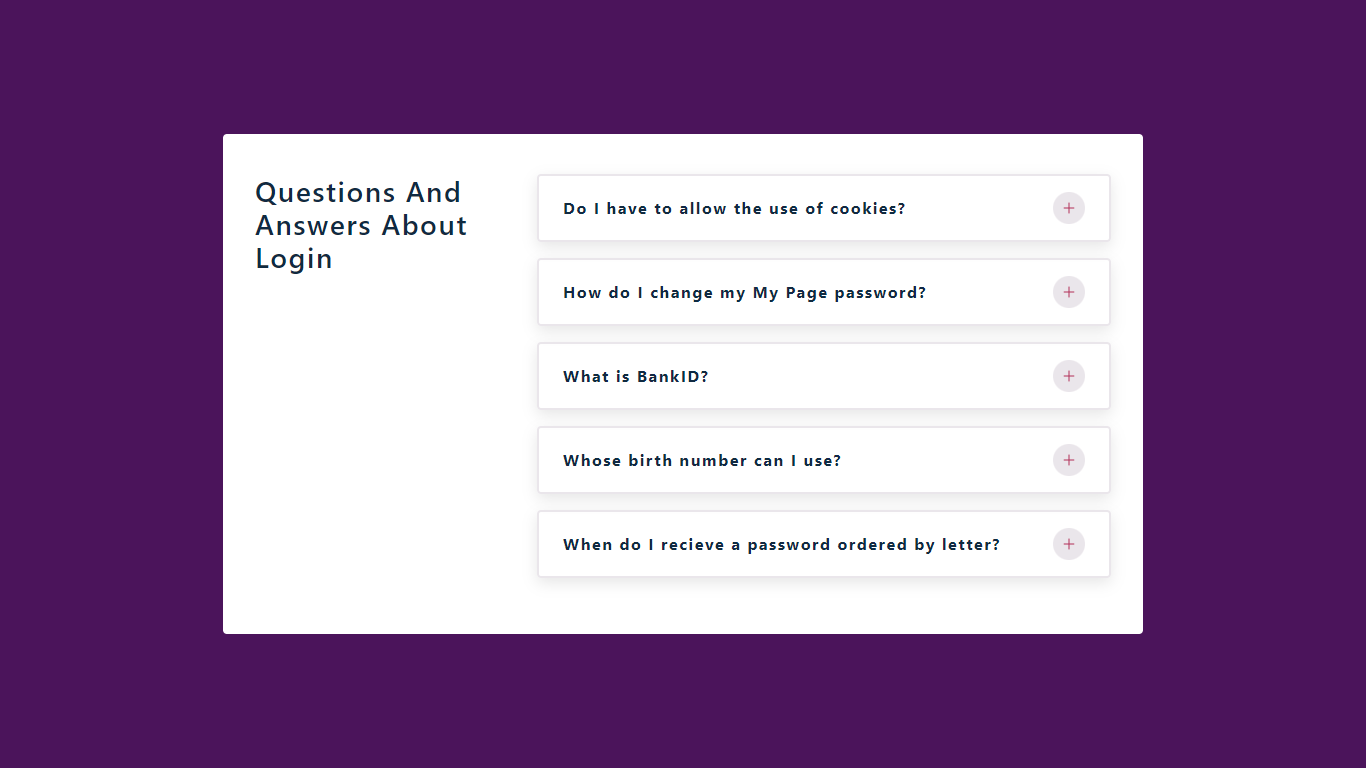 Questions And
Answers About
Login
Do I have to allow the use of cookies?
How do I change my My Page password?
What is BankID?
Whose birth number can I use?
When do I recieve a password ordered by letter?